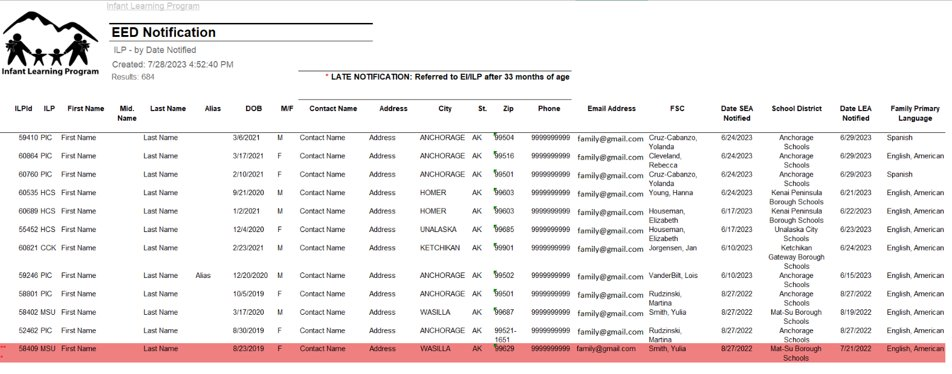 Infant Learning Program
EED Notification
ILP - by Date Notified
Created: 7/28/2023 4:52:40 PM
Infant Learning Program
Results: 684
* LATE NOTIFICATION: Referred to EI/ILP after 33 months of age
ILPId ILP First Name Mid. Name Last Name Alias DOB M/F Contact Name Address City St. Zip Phone Email Address FSC Date SEA Notified School District Date LEA Notified Family Primary Language
59410 PIC First Name Last Name 3/6/2021 M Contact Name Address ANCHORAGE AK 99504 9999999999 family@gmail.com Cruz-Cabanzo, Yolanda 6/24/2023 Anchorage Schools 6/29/2023 Spanish
60864 PIC First Name Last Name 3/17/2021 F Contact Name Address ANCHORAGE AK 99516 9999999999 family@gmail.com Cleveland, Rebecca 6/24/2023 Anchorage Schools 6/29/2023 English, American
60760 PIC First Name Last Name 2/10/2021 F Contact Name Address ANCHORAGE AK 99501 9999999999 family@gmail.com Cruz-Cabanzo, Yolanda 6/24/2023 Anchorage Schools 6/29/2023 Spanish
60535 HCS First Name Last Name 9/21/2020 M Contact Name Address HOMER AK 99603 9999999999 family@gmail.com Young, Hanna 6/24/2023 Kenai Peninsula Borough Schools 6/21/2023 English, American
60689 HCS First Name Last Name 1/2/2021 M Contact Name Address HOMER AK 99603 9999999999 family@gmail.com Houseman, Elizabeth 6/17/2023 Kenai Peninsula Borough Schools 6/22/2023 English, American
55452 HCS First Name Last Name 12/4/2020 F Contact Name Address UNALASKA AK 99685 9999999999 family@gmail.com Houseman, Elizabeth 6/17/2023 Unalaska City Schools 6/23/2023 English, American
60821 CCK First Name Last Name 2/23/2021 M Contact Name Address KETCHIKAN AK 99901 9999999999 family@gmail.com Jorgensen, Jan 6/10/2023 Ketchikan Gateway Borough Schools 6/24/2023 English, American
59246 PIC First Name Last Name Alias 12/20/2020 M Contact Name Address ANCHORAGE AK 99502 9999999999 family@gmail.com VanderBilt, Lois 6/10/2023 Anchorage Schools 6/15/2023 English, American
58801 PIC First Name Last Name 10/5/2019 F Contact Name Address ANCHORAGE AK 99501 9999999999 family@gmail.com Rudzinski, Martina 8/27/2022 Anchorage Schools 8/27/2022 English, American
58402 MSU First Name Last Name 3/17/2020 M Contact Name Address WASILLA AK 99687 9999999999 family@gmail.com Smith, Yulia 8/27/2022 Mat-Su Borough Schools 8/19/2022 English, American
52462 PIC First Name Last Name 8/30/2019 F Contact Name Address ANCHORAGE AK 99521-1651 9999999999 family@gmail.com Rudzinski, Martina 8/27/2022 Anchorage Schools 8/27/2022 English, American
*** 58409 MSU First Name Last Name 8/23/2019 F Contact Name Address WASILLA AK 99629 9999999999 family@gmail.com Smith, Yulia 8/27/2022 Mat-Su Borough Schools 7/21/2022 English, American